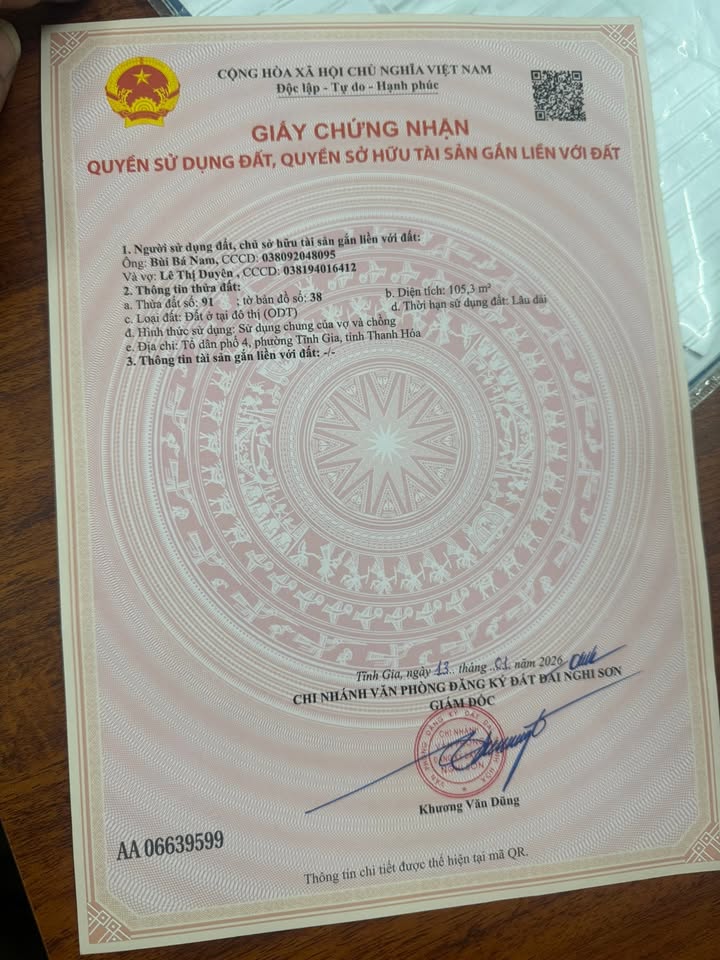 CỘNG HÒA XÃ HỘI CHỦ NGHĨA VIỆT NAM
Độc lập - Tự do - Hạnh phúc
GIẤY CHỨNG NHẬN
QUYỀN SỬ DỤNG ĐẤT, QUYỀN SỞ HỮU TÀI SẢN GẮN LIỀN VỚI ĐẤT
1. Người sử dụng đất, chủ sở hữu tài sản gắn liền với đất:
Ông: Bùi Bá Nam, CCCD: 038092048095
Và vợ: Lê Thị Duyên , CCCD: 038194016412
2. Thông tin thửa đất:
a. Thửa đất số: 91 ; tờ bản đồ số: 38 b. Diện tích: 105,3 m²
c. Loại đất: Đất ở tại đô thị (ODT) d. Thời hạn sử dụng đất: Lâu dài
đ. Hình thức sử dụng: Sử dụng chung của vợ và chồng
e. Địa chỉ: Tổ dân phố 4, phường Tĩnh Gia, tỉnh Thanh Hóa
3. Thông tin tài sản gắn liền với đất: -/-
Tĩnh Gia, ngày 13.. tháng ..01. năm 2026
CHI NHÁNH VĂN PHÒNG ĐĂNG KÝ ĐẤT ĐAI NGHI SƠN
GIÁM ĐỐC
CHI NHÁNH
NGHI SƠN
Khương Văn Dũng
AA 06639599
Thông tin chi tiết được thể hiện tại mã QR.